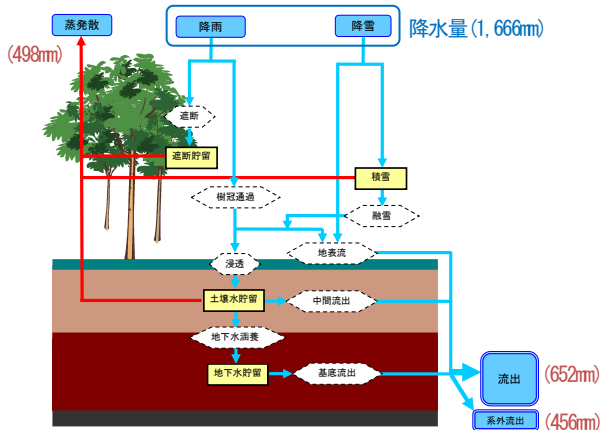 蒸発散
降雨
降雪
降水量(1,666㎜)
(498㎜)
遮断
遮断貯留
積雪
樹冠通過
融雪
地表流
浸透
土壌水貯留
中間流出
地下水涵養
地下水貯留
基底流出
流出
(652㎜)
系外流出
(456㎜)